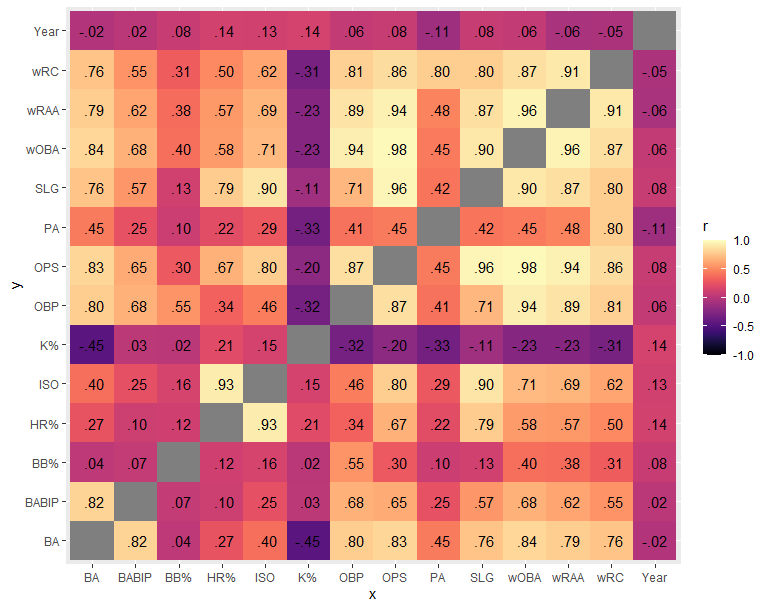 Year -.02 .02 .08 .14 .13 .14 .06 .08 -.11 .08 .06 -.06 -.05
wRC .76 .55 .31 .50 .62 -.31 .81 .86 .80 .80 .87 .91 -.05
wRAA .79 .62 .38 .57 .69 -.23 .89 .94 .48 .87 .96 .91 -.06
wOBA .84 .68 .40 .58 .71 -.23 .94 .98 .45 .90 .96 .87 .06
SLG .76 .57 .13 .79 .90 -.11 .71 .96 .42 .90 .87 .80 .08
PA .45 .25 .10 .22 .29 -.33 .41 .45 .42 .45 .48 .80 -.11
OPS .83 .65 .30 .67 .80 -.20 .87 .45 .96 .98 .94 .86 .08
OBP .80 .68 .55 .34 .46 -.32 .87 .41 .71 .94 .89 .81 .06
K% -.45 .03 .02 .21 .15 -.32 -.20 -.33 -.11 -.23 -.23 -.31 .14
ISO .40 .25 .16 .93 .15 .46 .80 .29 .90 .71 .69 .62 .13
HR% .27 .10 .12 .93 .21 .34 .67 .22 .79 .58 .57 .50 .14
BB% .04 .07 .12 .16 .02 .55 .30 .10 .13 .40 .38 .31 .08
BABIP .82 .07 .10 .25 .03 .68 .65 .25 .57 .68 .62 .55 .02
BA .82 .04 .27 .40 -.45 .80 .83 .45 .76 .84 .79 .76 -.02
BA BABIP BB% HR% ISO K% OBP OPS PA SLG wOBA wRAA wRC Year
x
y
r
1.0
0.5
0.0
-0.5
-1.0